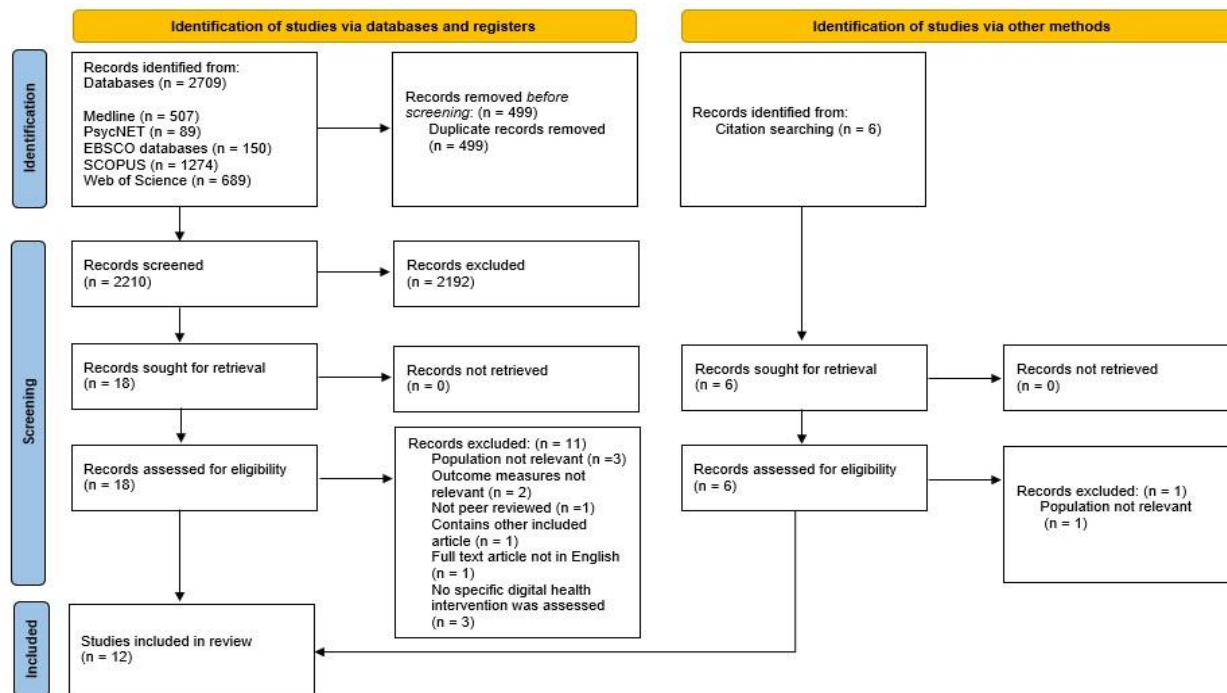 Identification of studies via databases and registers
Identification of studies via other methods
Identification
Records identified from:
Databases (n = 2709)
Medline (n = 507)
PsycNET (n = 89)
EBSCO databases (n = 150)
SCOPUS (n = 1274)
Web of Science (n = 689)
Records removed before
screening: (n = 499)
Duplicate records removed
(n = 499)
Records identified from:
Citation searching (n = 6)
Screening
Records screened
(n = 2210)
Records excluded
(n = 2192)
Records sought for retrieval
(n = 18)
Records not retrieved
(n = 0)
Records sought for retrieval
(n = 6)
Records not retrieved
(n = 0)
Records assessed for eligibility
(n = 18)
Records excluded: (n = 11)
Population not relevant (n =3)
Outcome measures not
relevant (n = 2)
Not peer reviewed (n =1)
Contains other included
article (n = 1)
Full text article not in English
(n = 1)
No specific digital health
intervention was assessed
(n = 3)
Records assessed for eligibility
(n = 6)
Records excluded: (n = 1)
Population not relevant
(n = 1)
Included
Studies included in review
(n = 12)